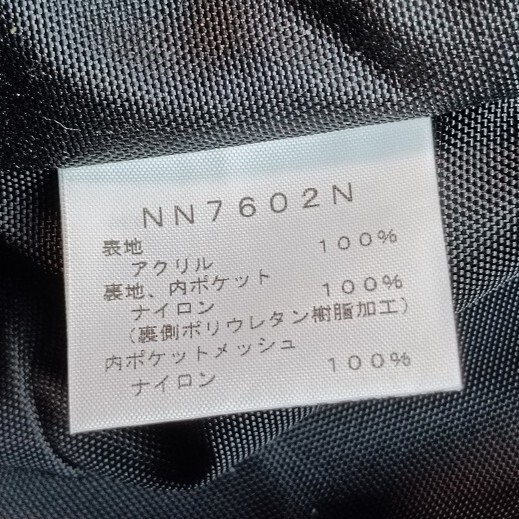 NN7602N
表地
アクリル 100%
裏地、内ポケット
ナイロン 100%
(裏側ポリウレタン樹脂加工)
内ポケットメッシュ
ナイロン 100%